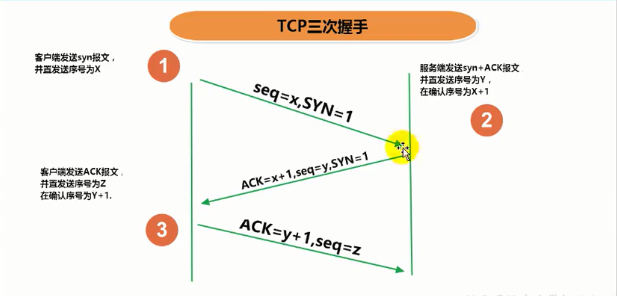 TCP三次握手
客户端发送syn报文，
并置发送序号为X
1
服务端发送syn+ACK报文
并置发送序号为Y，
在确认序号为X+1
2
seq=x,SYN=1
ACK=x+1,seq=y,SYN=1
客户端发送ACK报文，
并置发送序号为Z
在确认序号为Y+1.
3
ACK=y+1,seq=z